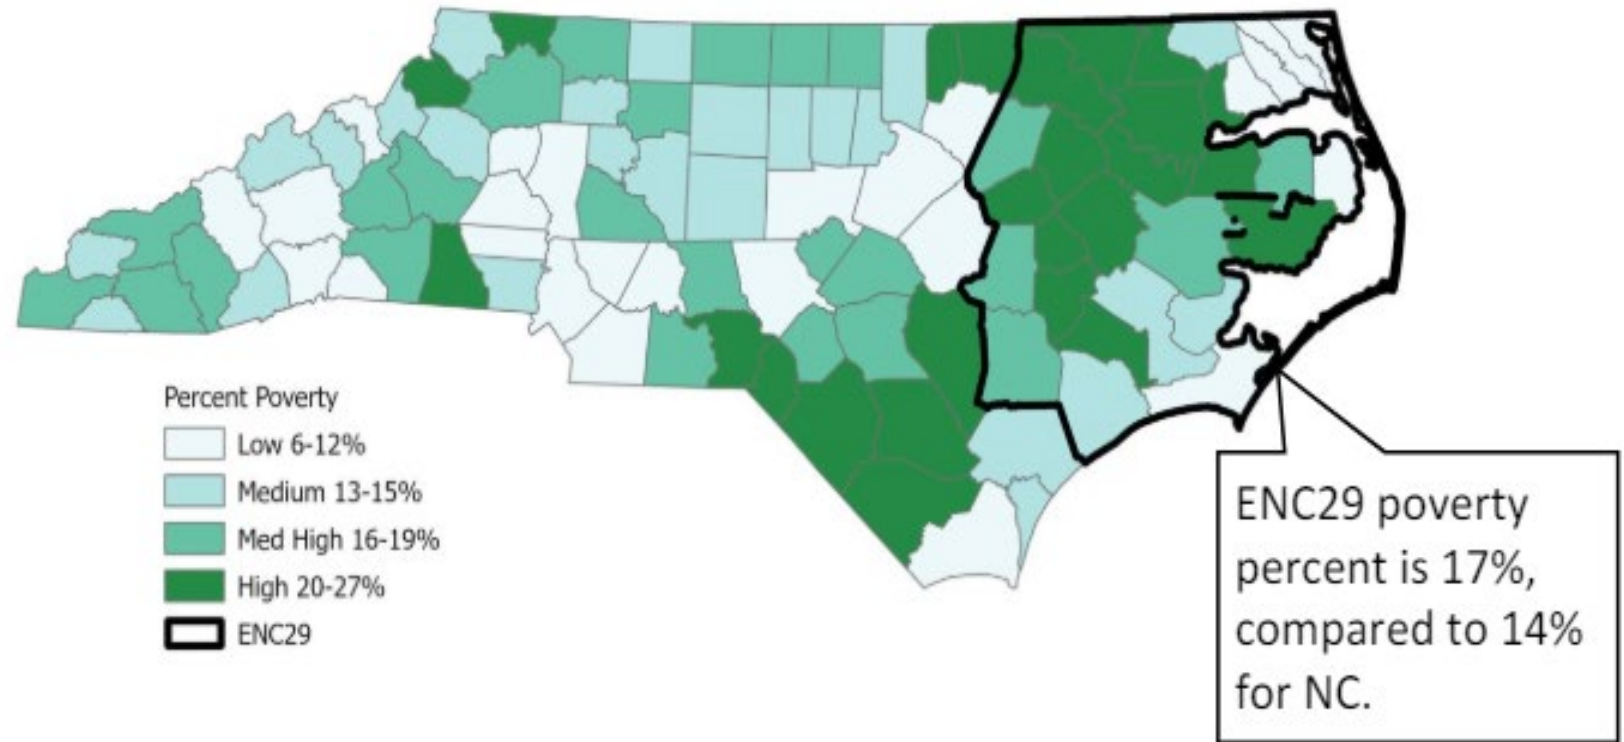 Percent Poverty
Low 6-12%
Medium 13-15%
Med High 16-19%
High 20-27%
ENC29
ENC29 poverty
percent is 17%,
compared to 14%
for NC.